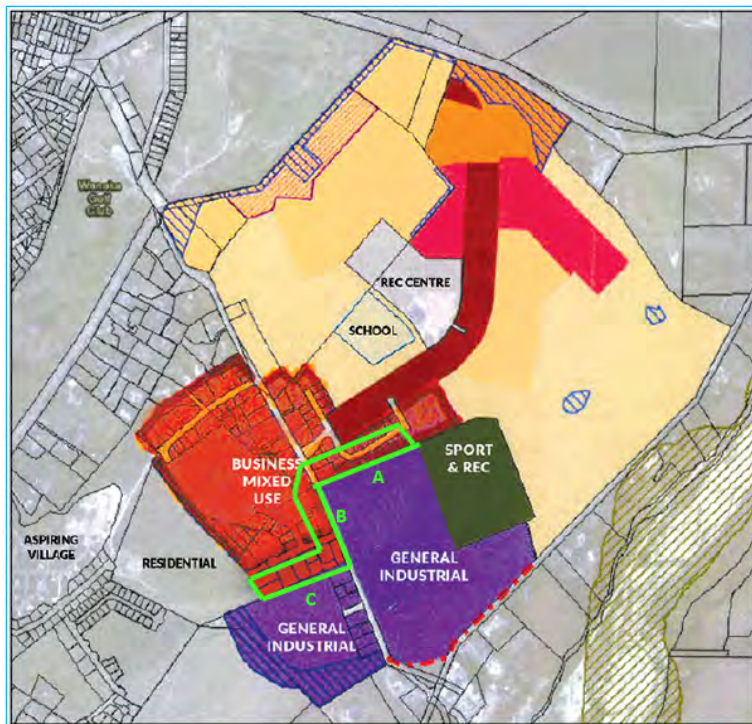 Wanaka
Golf
Club
REC CENTRE
SCHOOL
SPORT
& REC
BUSINESS
MIXED
USE
A
B
ASPIRING
VILLAGE
RESIDENTIAL
GENERAL
INDUSTRIAL
C
GENERAL
INDUSTRIAL